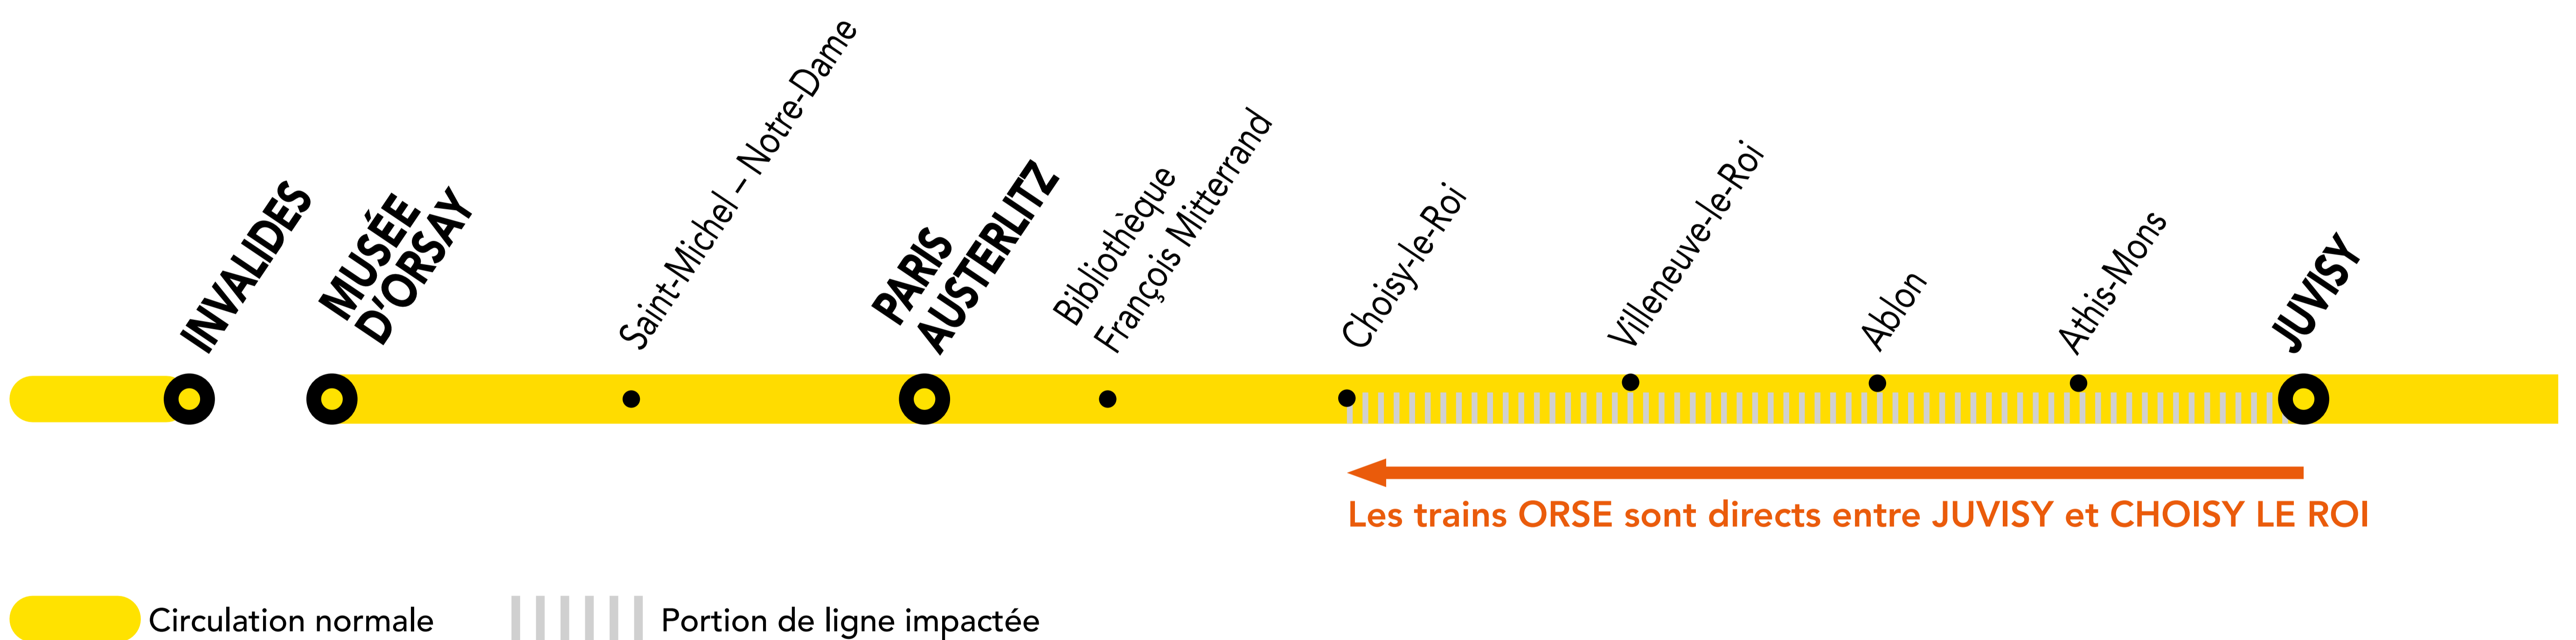 INVALIDES
MUSÉE
D'ORSAY
Saint-Michel – Notre-Dame
PARIS
AUSTERLITZ
Bibliothèque
François Mitterrand
Choisy-le-Roi
Villeneuve-le-Roi
Ablon
Athis-Mons
JUVISY
Les trains ORSE sont directs entre JUVISY et CHOISY LE ROI
Circulation normale
Portion de ligne impactée